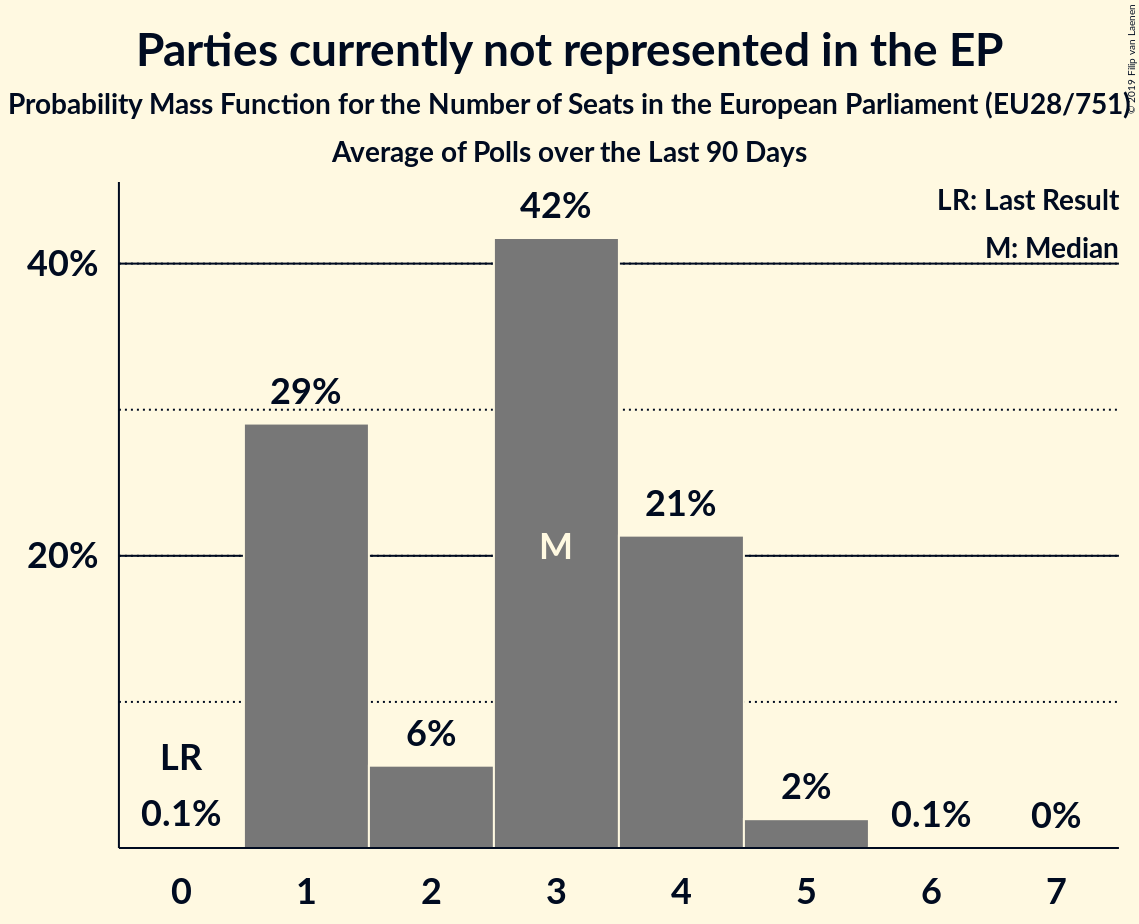 Parties currently not represented in the EP
Probability Mass Function for the Number of Seats in the European Parliament (EU28/751)
Average of Polls over the Last 90 Days
© 2019 Filip van Laenen
LR: Last Result
M: Median
40%
20%
LR
0.1%
29%
6%
42%
M
21%
2%
0.1%
0%
0 1 2 3 4 5 6 7